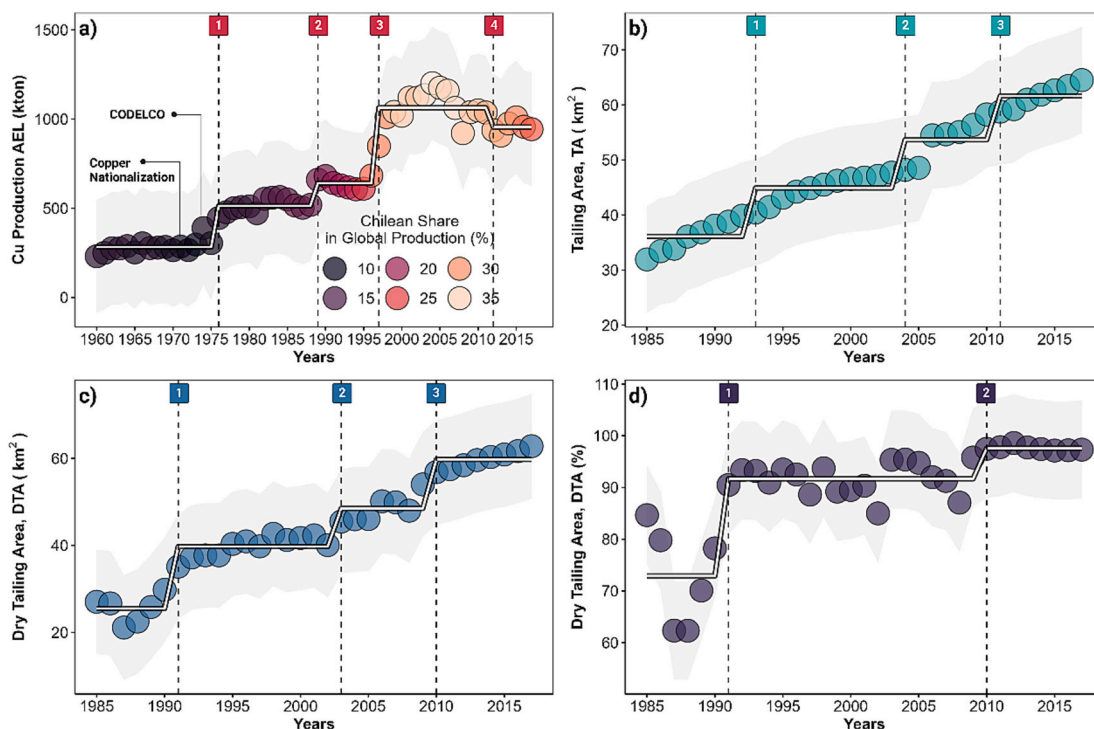 a)
1
2
3
4
Cu Production AEL (kton)
1500
1000
500
0
CODELCO
Copper
Nationalization
Chilean Share
in Global Production (%)
10 20 30
15 25 35
1960 1965 1970 1975 1980 1985 1990 1995 2000 2005 2010 2015
Years
b)
1
2
3
Tailing Area, TA ( km²)
70
60
50
40
30
20
1985 1990 1995 2000 2005 2010 2015
Years
c)
1
2
3
Dry Tailing Area, DTA ( km²)
60
40
20
1985 1990 1995 2000 2005 2010 2015
Years
d)
1
2
Dry Tailing Area, DTA (%)
110
100
90
80
70
60
1985 1990 1995 2000 2005 2010 2015
Years